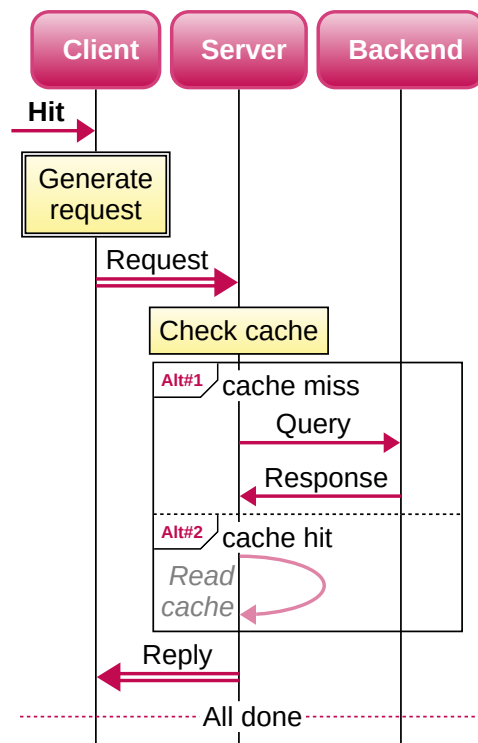 Client Server Backend
Hit
Generate
request
Request
Check cache
Alt#1 cache miss
Query
Response
Alt#2 cache hit
Read
cache
Reply
All done